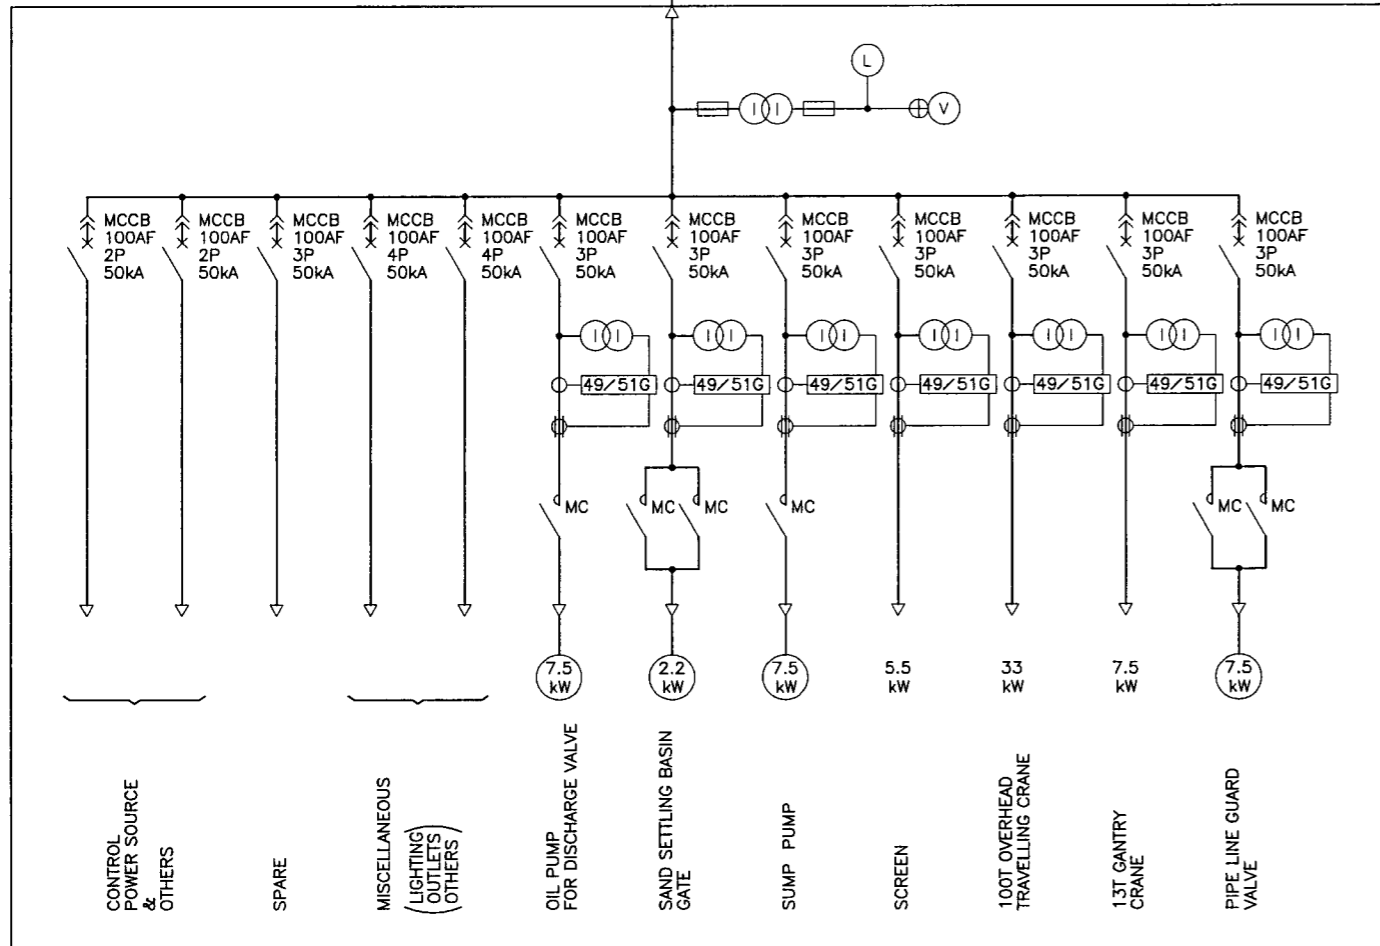 L
V
MCCB
100AF
2P
50kA
MCCB
100AF
2P
50kA
MCCB
100AF
3P
50kA
MCCB
100AF
4P
50kA
MCCB
100AF
4P
50kA
MCCB
100AF
3P
50kA
MCCB
100AF
3P
50kA
MCCB
100AF
3P
50kA
MCCB
100AF
3P
50kA
MCCB
100AF
3P
50kA
MCCB
100AF
3P
50kA
MCCB
100AF
3P
50kA
49/51G
49/51G
49/51G
49/51G
49/51G
49/51G
49/51G
MC
MC
MC
MC
MC
MC
7.5
kW
2.2
kW
7.5
kW
5.5
kW
33
kW
7.5
kW
7.5
kW
CONTROL
POWER SOURCE
&
OTHERS
SPARE
MISCELLANEOUS
(LIGHTING
OUTLETS
OTHERS)
OIL PUMP
FOR DISCHARGE VALVE
SAND SETTLING BASIN
GATE
SUMP PUMP
SCREEN
100T OVERHEAD
TRAVELLING CRANE
13T GANTRY
CRANE
PIPE LINE GUARD
VALVE